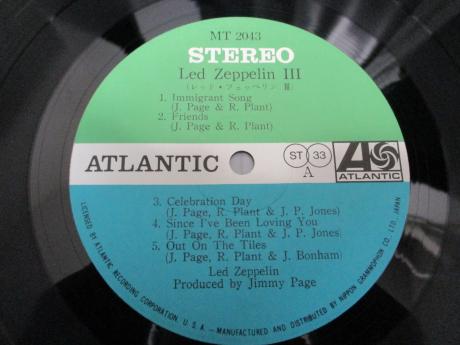 MT 2043
STEREO
Led Zeppelin III
(レッド・ツェッペリン Ⅲ)
1. Immigrant Song
(J. Page & R. Plant)
2. Friends
(J. Page & R. Plant)
ATLANTIC
ST 33
A
ATLANTIC
3. Celebration Day
(J. Page, R. Plant & J. P. Jones)
4. Since I've Been Loving You
(J. Page, R. Plant & J. P. Jones)
5. Out On The Tiles
(J. Page, R. Plant & J. Bonham)
Led Zeppelin
Produced by Jimmy Page
LICENSED BY ATLANTIC RECORDING CORPORATION, U. S. A. – MANUFACTURED AND DISTRIBUTED BY NIPPON GRAMMOPHON CO. LTD., JAPAN